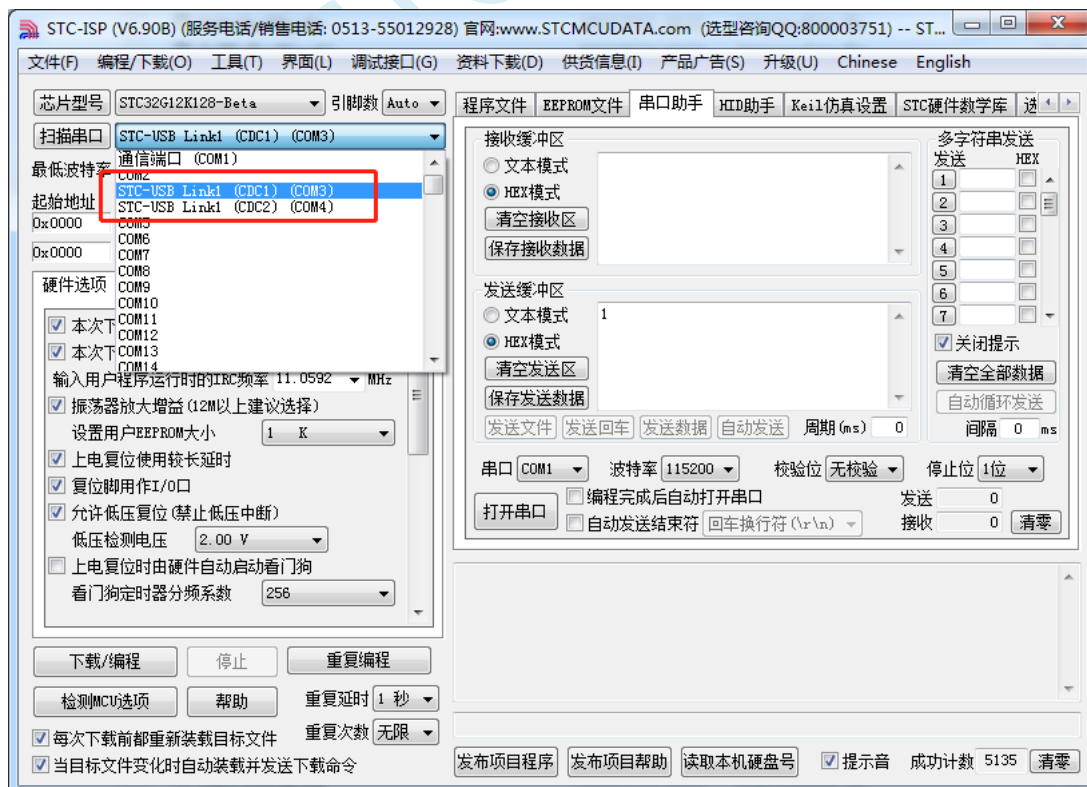 STC-ISP (V6.90B) (服务电话/销售电话: 0513-55012928) 官网:www.STCMCUDATA.com (选型咨询QQ:800003751) -- ST...
文件(F) 编程/下载(O) 工具(T) 界面(L) 调试接口(G) 资料下载(D) 供货信息(I) 产品广告(S) 升级(U) Chinese English
芯片型号 STC32G12K128-Beta 引脚数 Auto
扫描串口 STC-USB Link1 (CDC1) (COM3)
最低波特率
通信端口 (COM1)
COM2
STC-USB Link1 (CDC1) (COM3)
STC-USB Link1 (CDC2) (COM4)
COM5
COM6
COM7
COM8
COM9
COM10
COM11
COM12
COM13
COM14
起始地址
0x0000
0x0000
硬件选项
本次下
本次下
输入用户程序运行时的IRC频率 11.0592 MHz
振荡器放大增益(12M以上建议选择)
设置用户EEPROM大小 1 K
上电复位使用较长延时
复位脚用作I/O口
允许低压复位(禁止低压中断)
低压检测电压 2.00 V
上电复位时由硬件自动启动看门狗
看门狗定时器分频系数 256
下载/编程 停止 重复编程
检测MCU选项 帮助 重复延时 1 秒
重复次数 无限
每次下载前都重新装载目标文件
当目标文件变化时自动装载并发送下载命令
程序文件 EEPROM文件 串口助手 HID助手 Keil仿真设置 STC硬件数学库 选
接收缓冲区
文本模式
HEX模式
清空接收区
保存接收数据
多字符串发送
发送 HEX
1
2
3
4
5
6
7
关闭提示
清空全部数据
自动循环发送
间隔 0 ms
发送缓冲区
文本模式 1
HEX模式
清空发送区
保存发送数据
发送文件 发送回车 发送数据 自动发送 周期(ms) 0
串口 COM1 波特率 115200 校验位 无校验 停止位 1位
打开串口 编程完成后自动打开串口 发送 0
自动发送结束符 回车换行符(\r\n) 接收 0 清零
发布项目程序 发布项目帮助 读取本机硬盘号 提示音 成功计数 5135 清零